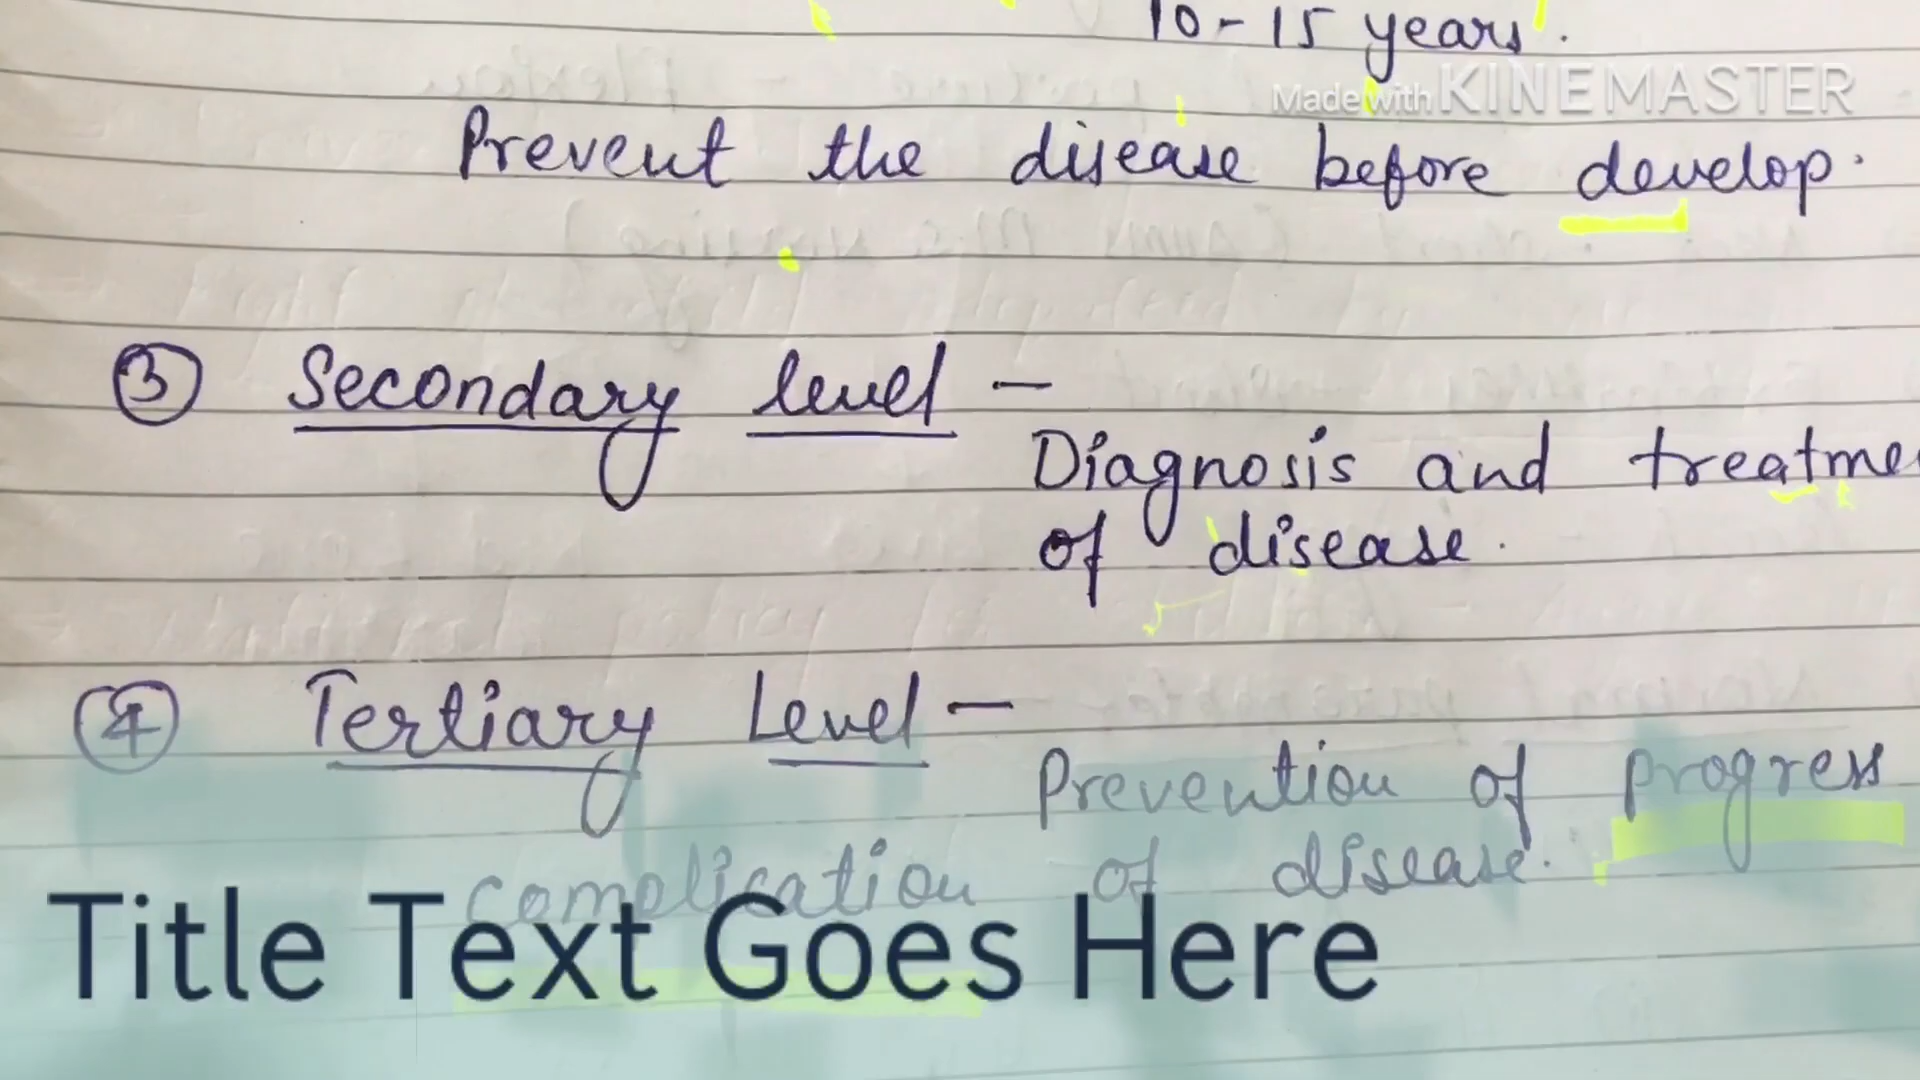 10-15 years.
Made with KINEMASTER
Prevent the disease before develop.
③ Secondary level -
Diagnosis and treatme
of disease.
④ Tertiary Level -
Prevention of progress
complication of disease.
Title Text Goes Here